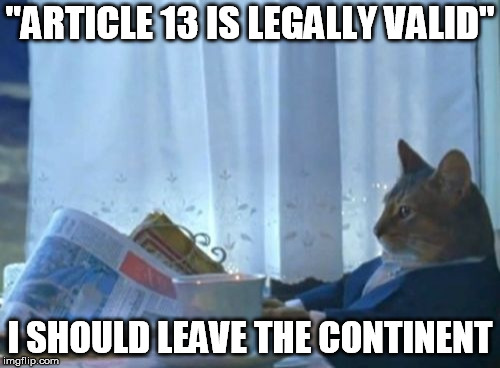 "ARTICLE 13 IS LEGALLY VALID"
I SHOULD LEAVE THE CONTINENT
imgflip.com